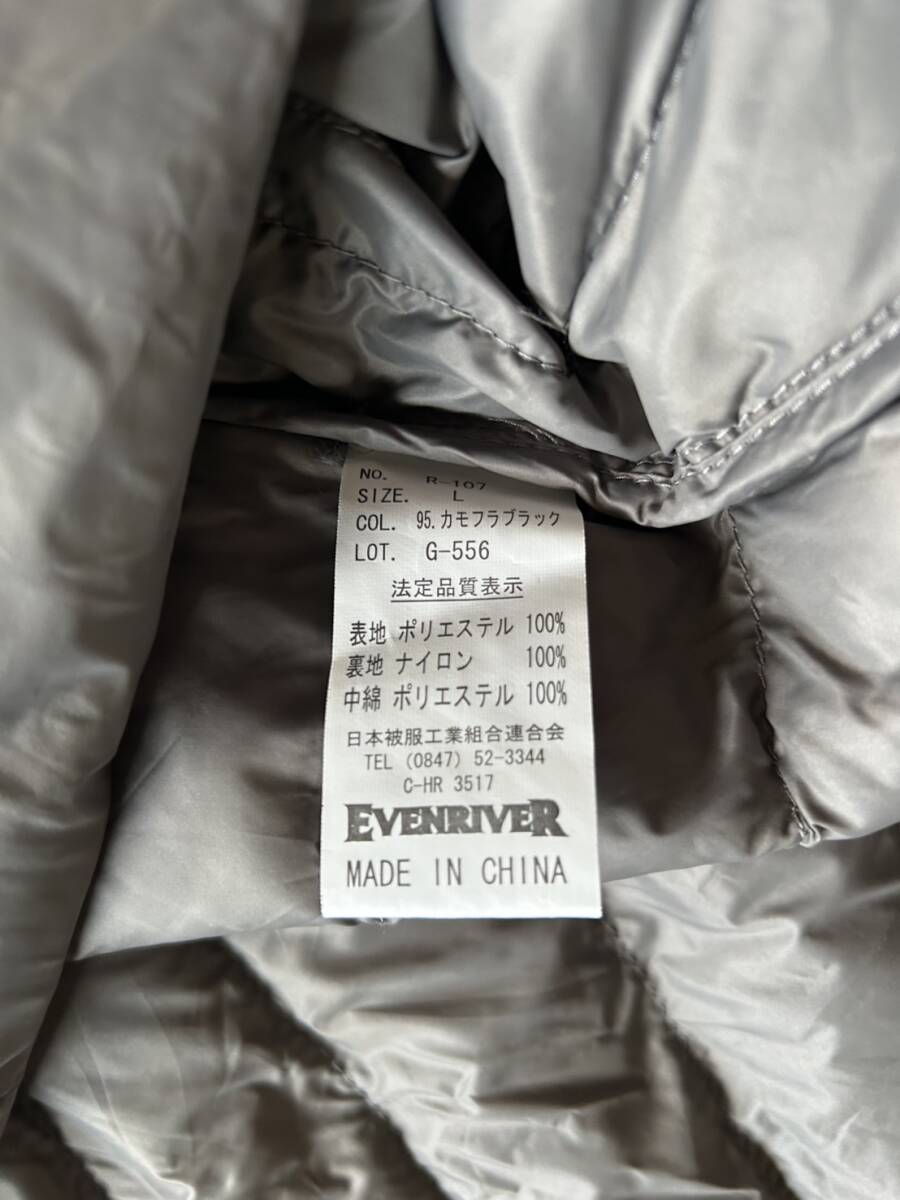 NO. R-107
SIZE. L
COL. 95.カモフラブラック
LOT. G-556
法定品質表示
表地 ポリエステル 100%
裏地 ナイロン 100%
中綿 ポリエステル 100%
日本被服工業組合連合会
TEL (0847) 52-3344
C-HR 3517
EVENRIVER
MADE IN CHINA